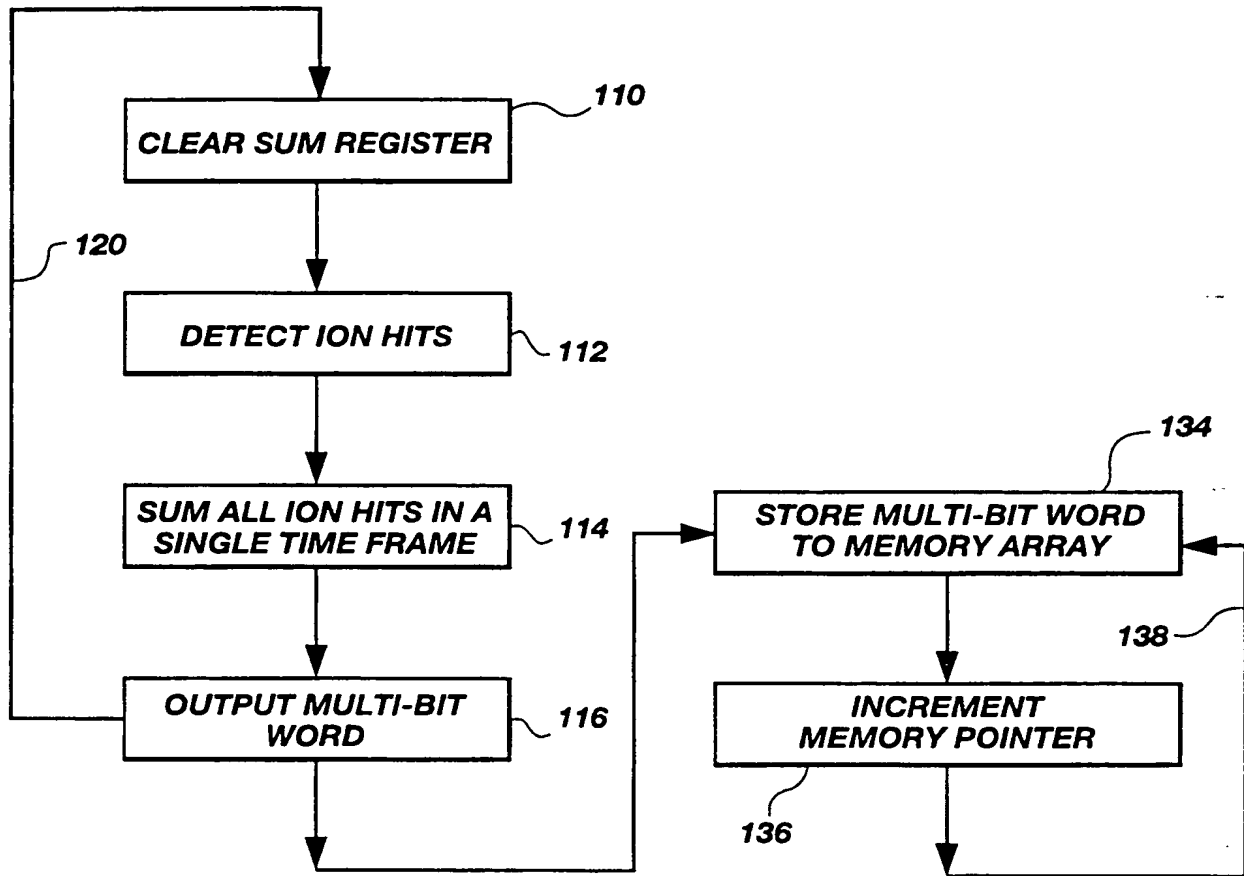 110
CLEAR SUM REGISTER
120
DETECT ION HITS
112
SUM ALL ION HITS IN A
SINGLE TIME FRAME
114
OUTPUT MULTI-BIT
WORD
116
134
STORE MULTI-BIT WORD
TO MEMORY ARRAY
138
INCREMENT
MEMORY POINTER
136